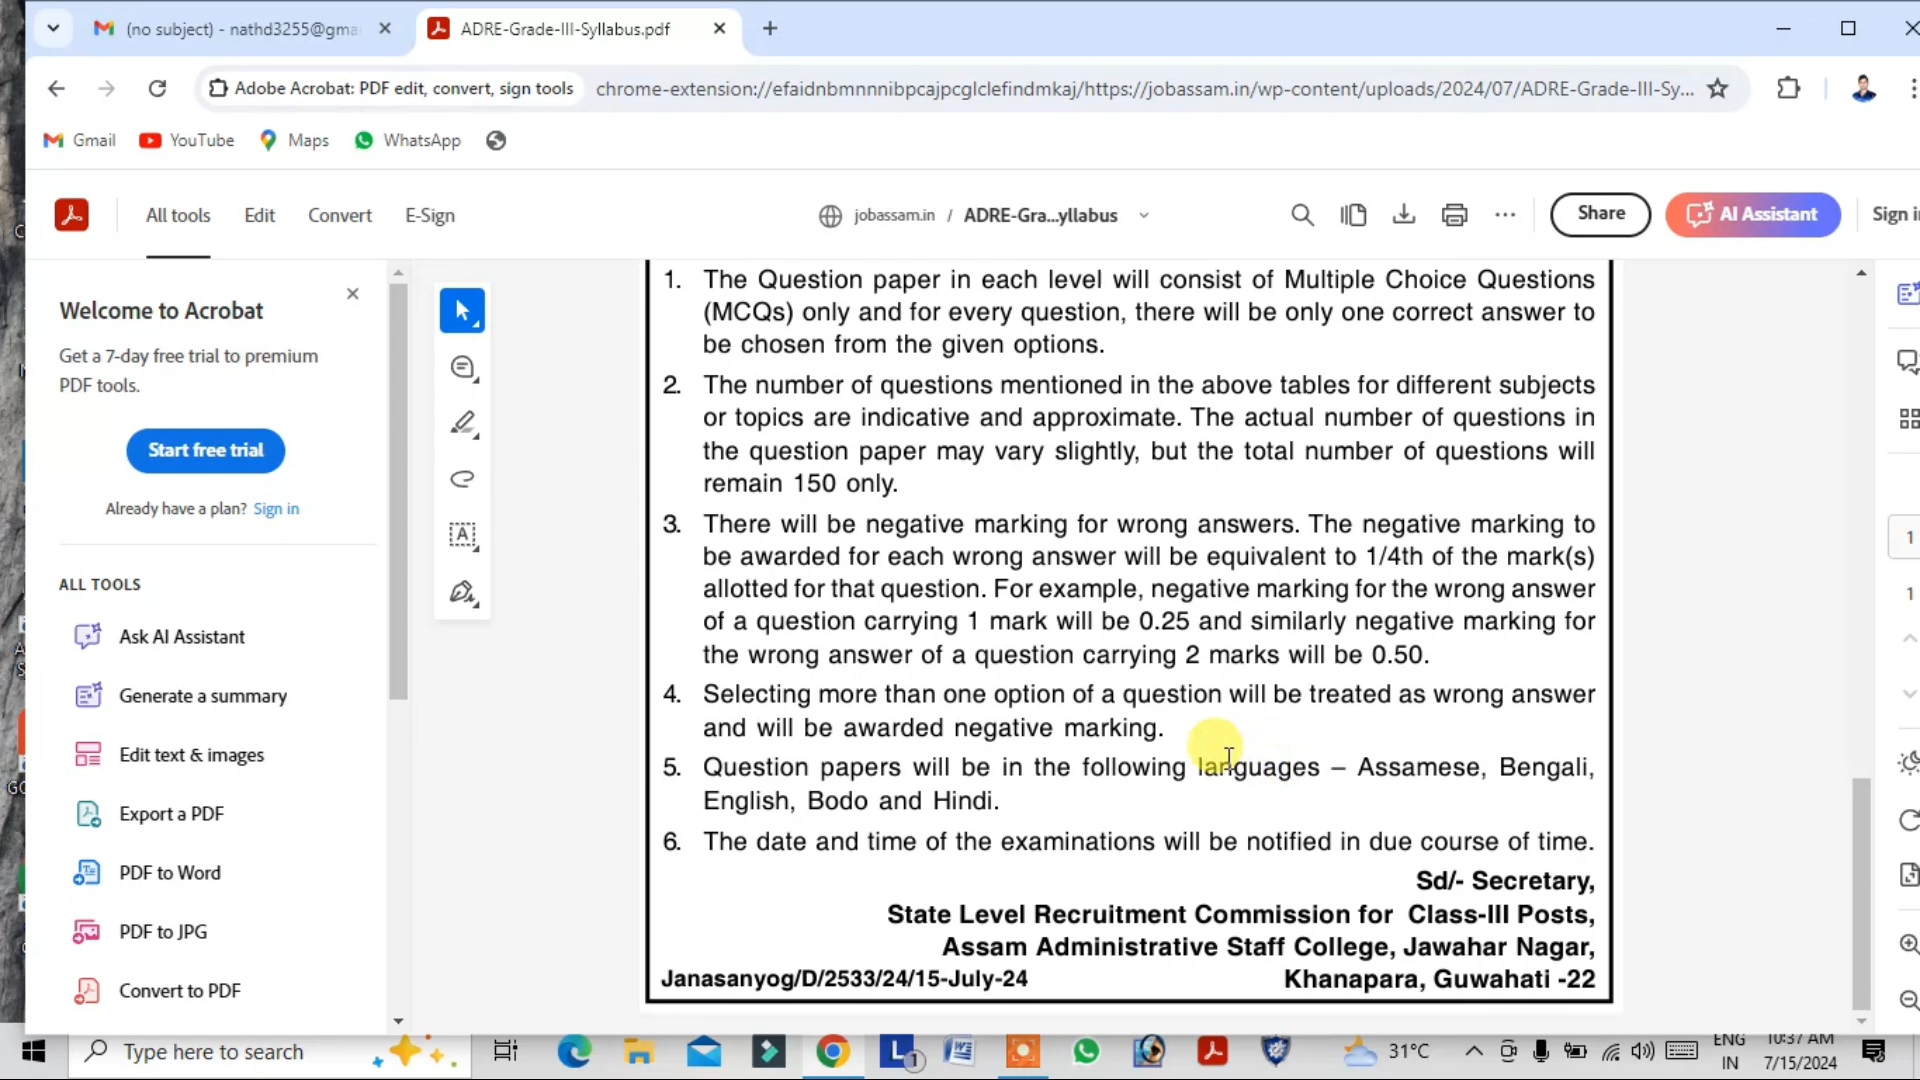 (no subject) - nathd3255@gma
ADRE-Grade-III-Syllabus.pdf
Adobe Acrobat: PDF edit, convert, sign tools
chrome-extension://efaidnbmnnnibpcajpcglclefindmkaj/https://jobassam.in/wp-content/uploads/2024/07/ADRE-Grade-III-Sy...
Gmail YouTube Maps WhatsApp
All tools Edit Convert E-Sign
jobassam.in / ADRE-Gra...yllabus
Share AI Assistant Sign in
Welcome to Acrobat
Get a 7-day free trial to premium
PDF tools.
Start free trial
Already have a plan? Sign in
ALL TOOLS
Ask AI Assistant
Generate a summary
Edit text & images
Export a PDF
PDF to Word
PDF to JPG
Convert to PDF
1. The Question paper in each level will consist of Multiple Choice Questions
(MCQs) only and for every question, there will be only one correct answer to
be chosen from the given options.
2. The number of questions mentioned in the above tables for different subjects
or topics are indicative and approximate. The actual number of questions in
the question paper may vary slightly, but the total number of questions will
remain 150 only.
3. There will be negative marking for wrong answers. The negative marking to
be awarded for each wrong answer will be equivalent to 1/4th of the mark(s)
allotted for that question. For example, negative marking for the wrong answer
of a question carrying 1 mark will be 0.25 and similarly negative marking for
the wrong answer of a question carrying 2 marks will be 0.50.
4. Selecting more than one option of a question will be treated as wrong answer
and will be awarded negative marking.
5. Question papers will be in the following languages – Assamese, Bengali,
English, Bodo and Hindi.
6. The date and time of the examinations will be notified in due course of time.
Sd/- Secretary,
State Level Recruitment Commission for Class-III Posts,
Assam Administrative Staff College, Jawahar Nagar,
Janasanyog/D/2533/24/15-July-24 Khanapara, Guwahati -22
1
1
Type here to search
31°C
ENG
IN
10:37 AM
7/15/2024